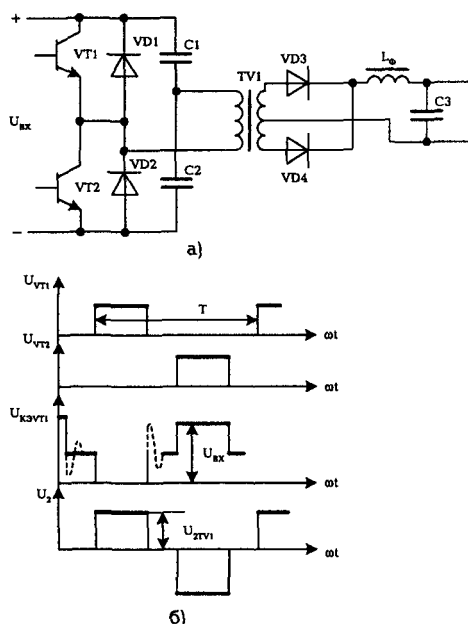 +
VT1
VD1
C1
TV1
VD3
Lф
C3
Uвх
VT2
VD2
C2
VD4
−
а)
UVT1
T
ωt
UVT2
ωt
UКЭVT1
Uвх
ωt
U2
U2TV1
ωt
б)